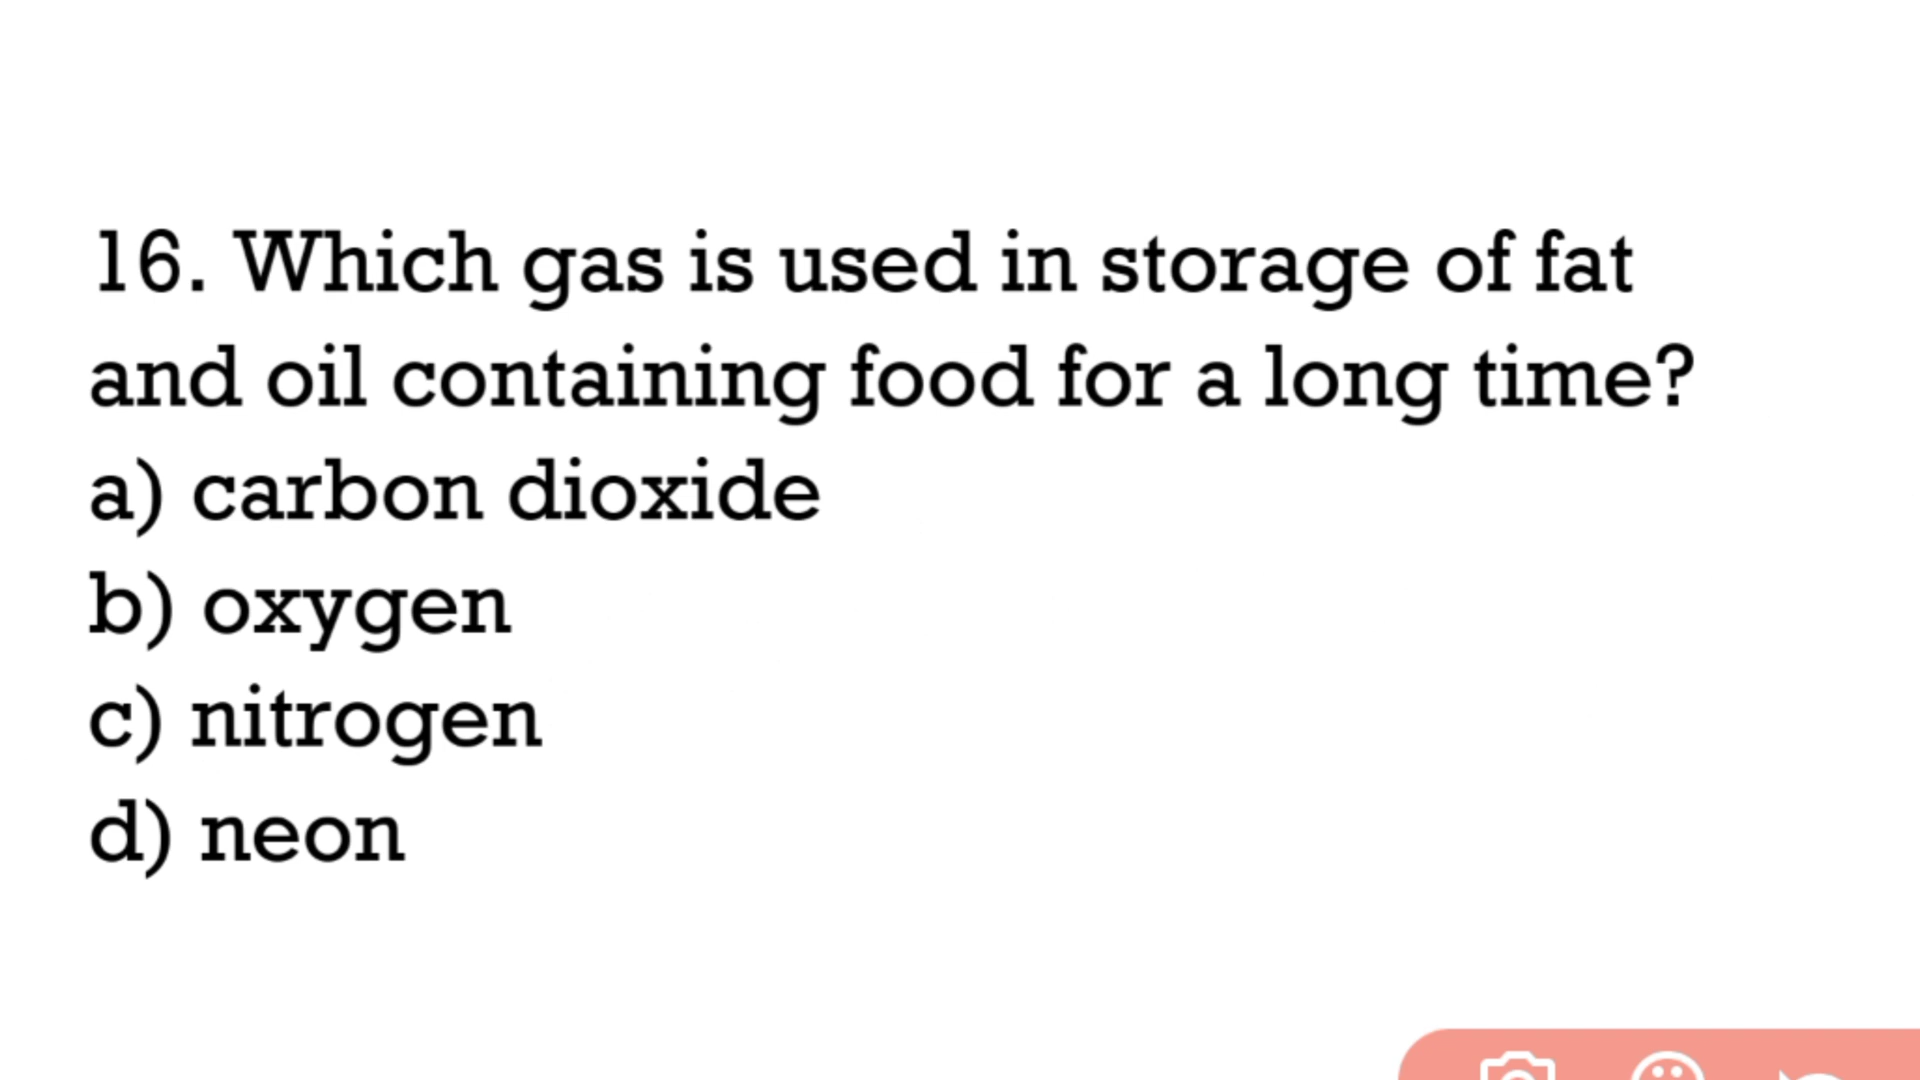 16. Which gas is used in storage of fat
and oil containing food for a long time?
a) carbon dioxide
b) oxygen
c) nitrogen
d) neon